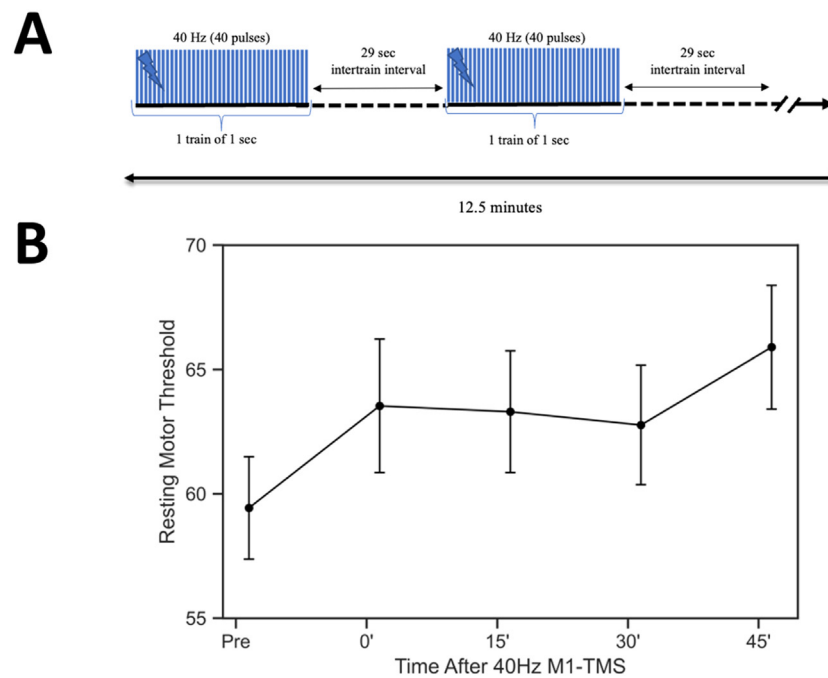 A
40 Hz (40 pulses)
29 sec
intertrain interval
40 Hz (40 pulses)
29 sec
intertrain interval
1 train of 1 sec
1 train of 1 sec
12.5 minutes
B
70
65
60
55
Resting Motor Threshold
Pre
0'
15'
30'
45'
Time After 40Hz M1-TMS